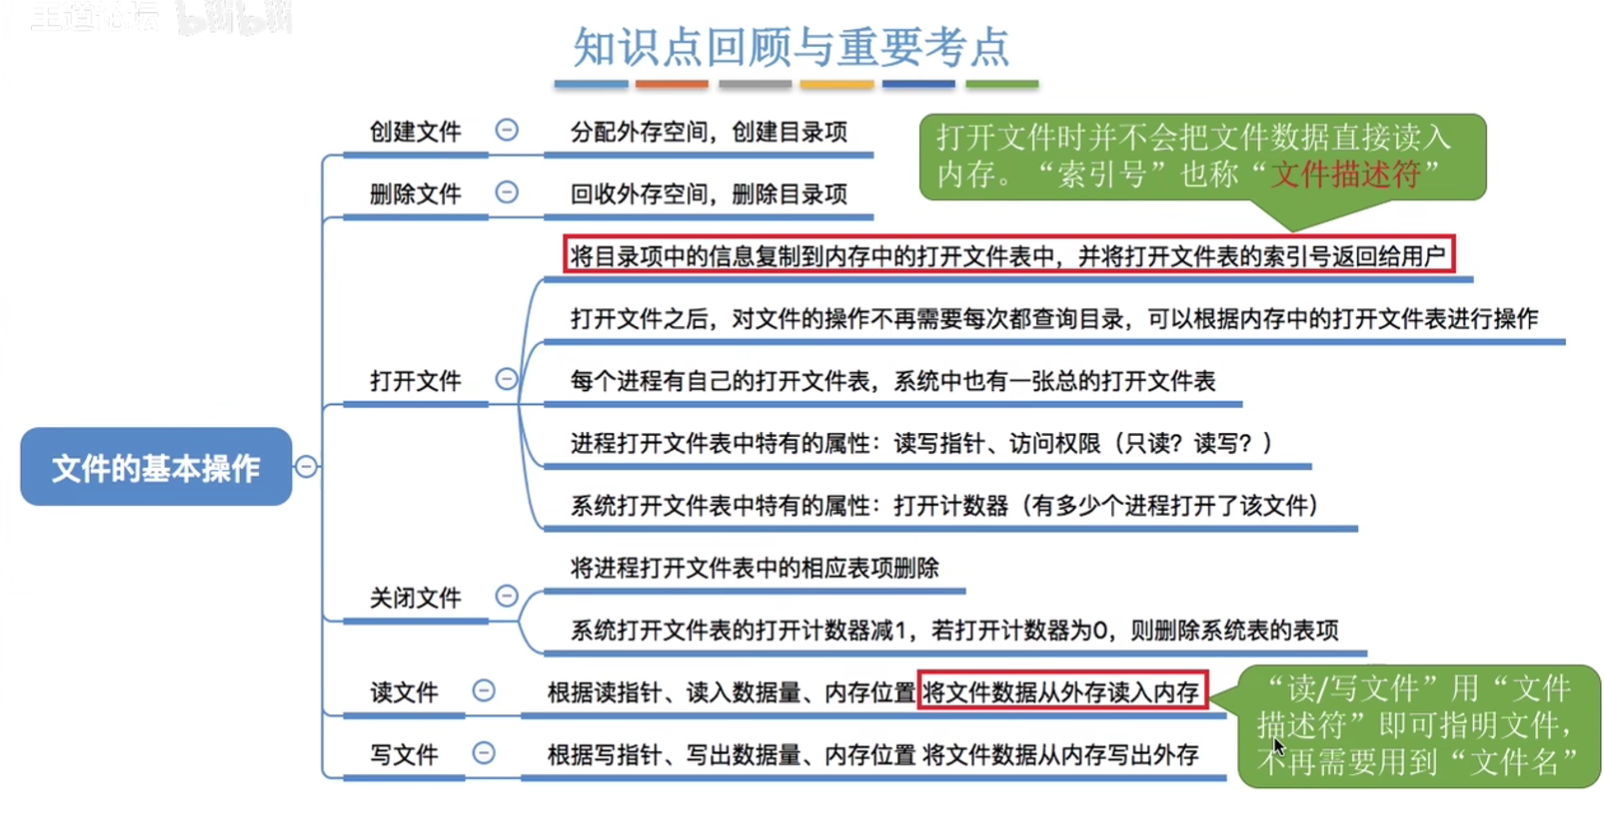 王道论坛 bilibili
知识点回顾与重要考点
创建文件
分配外存空间，创建目录项
删除文件
回收外存空间，删除目录项
打开文件时并不会把文件数据直接读入
内存。“索引号”也称“文件描述符”
将目录项中的信息复制到内存中的打开文件表中，并将打开文件表的索引号返回给用户
打开文件之后，对文件的操作不再需要每次都查询目录，可以根据内存中的打开文件表进行操作
打开文件
每个进程有自己的打开文件表，系统中也有一张总的打开文件表
进程打开文件表中特有的属性：读写指针、访问权限（只读？读写？）
系统打开文件表中特有的属性：打开计数器（有多少个进程打开了该文件）
文件的基本操作
关闭文件
将进程打开文件表中的相应表项删除
系统打开文件表的打开计数器减1，若打开计数器为0，则删除系统表的表项
读文件
根据读指针、读入数据量、内存位置 将文件数据从外存读入内存
写文件
根据写指针、写出数据量、内存位置 将文件数据从内存写出外存
“读/写文件”用“文件
描述符”即可指明文件，
不再需要用到“文件名”